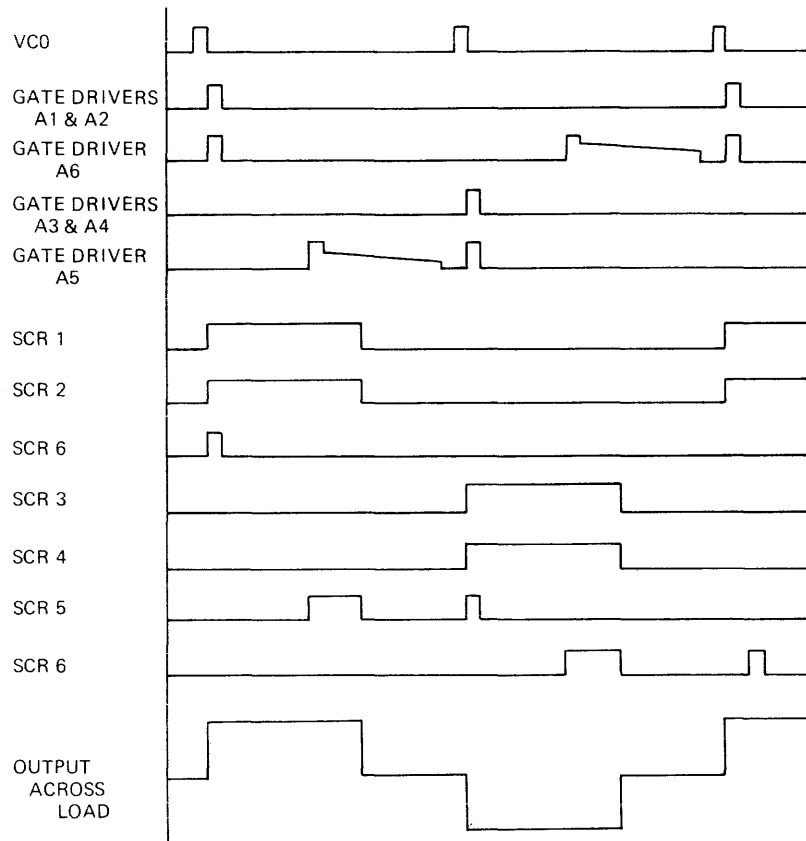 VCO
GATE DRIVERS
A1 & A2
GATE DRIVER
A6
GATE DRIVERS
A3 & A4
GATE DRIVER
A5
SCR 1
SCR 2
SCR 6
SCR 3
SCR 4
SCR 5
SCR 6
OUTPUT
ACROSS
LOAD